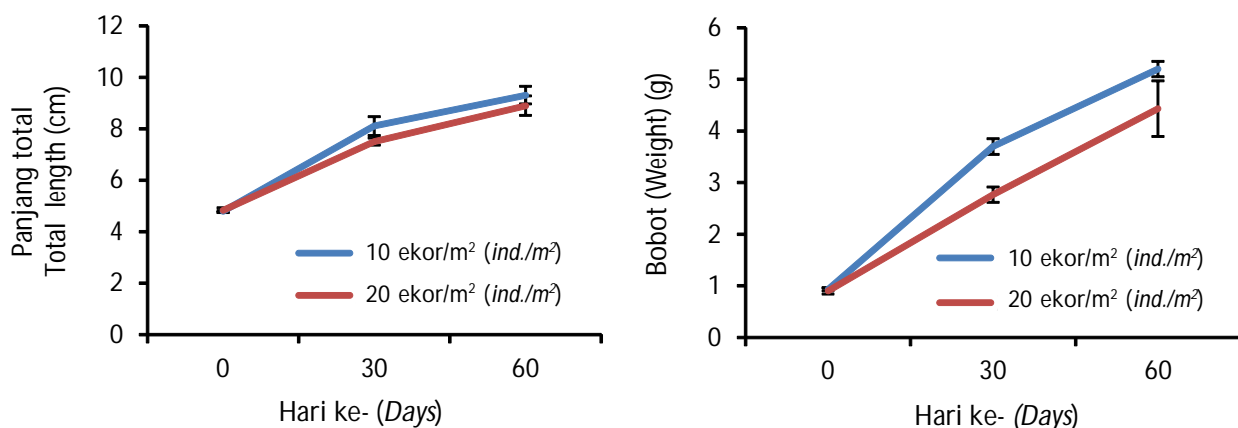 12
10
8
6
4
2
0
Panjang total
Total length (cm)
10 ekor/m² (ind./m²)
20 ekor/m² (ind./m²)
0 30 60
Hari ke- (Days)
6
5
4
3
2
1
0
Bobot (Weight) (g)
10 ekor/m² (ind./m²)
20 ekor/m² (ind./m²)
0 30 60
Hari ke- (Days)